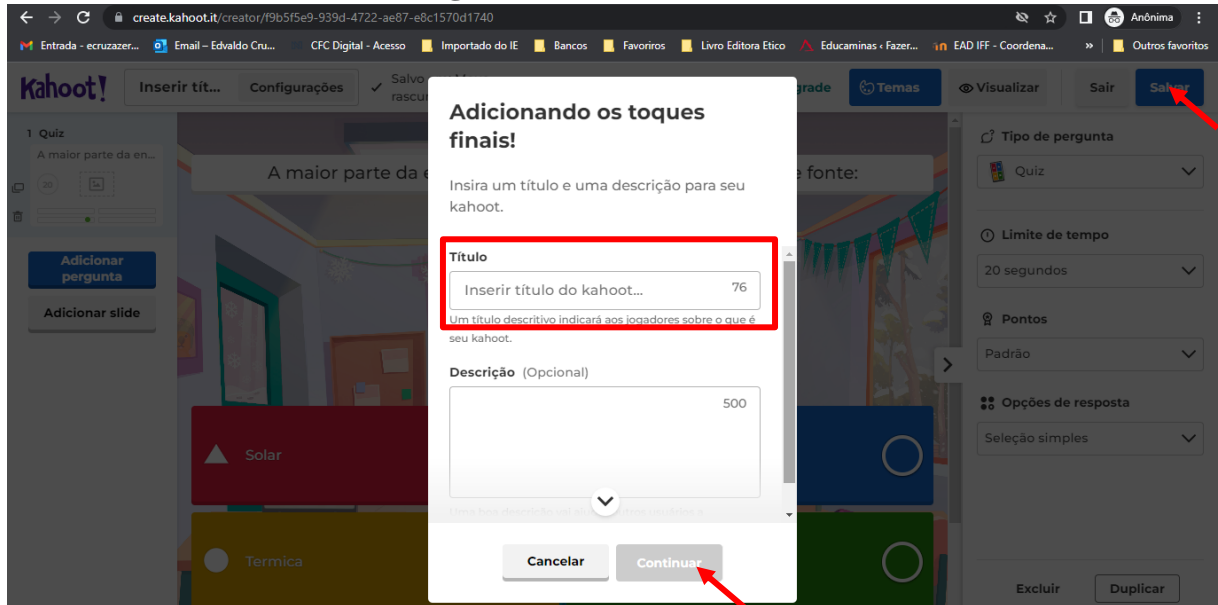 create.kahoot.it/creator/f9b5f5e9-939d-4722-ae87-e8c1570d1740
Anônima
Entrada - ecruzazer... Email – Edvaldo Cru... CFC Digital - Acesso Importado do IE Bancos Favoriros Livro Editora Etico Educaminas ‹ Fazer... EAD IFF - Coordena... » Outros favoritos
Kahoot! Inserir tít... Configurações Salvo
rascu
grade Temas Visualizar Sair Salvar
Adicionando os toques
finais!
Insira um título e uma descrição para seu
kahoot.
Título
Inserir título do kahoot... 76
Um título descritivo indicará aos jogadores sobre o que é
seu kahoot.
Descrição (Opcional)
500
Cancelar Continuar
1 Quiz
A maior parte da en...
20
Adicionar
pergunta
Adicionar slide
A maior parte da e
fonte:
Solar
Termica
Tipo de pergunta
Quiz
Limite de tempo
20 segundos
Pontos
Padrão
Opções de resposta
Seleção simples
Excluir Duplicar